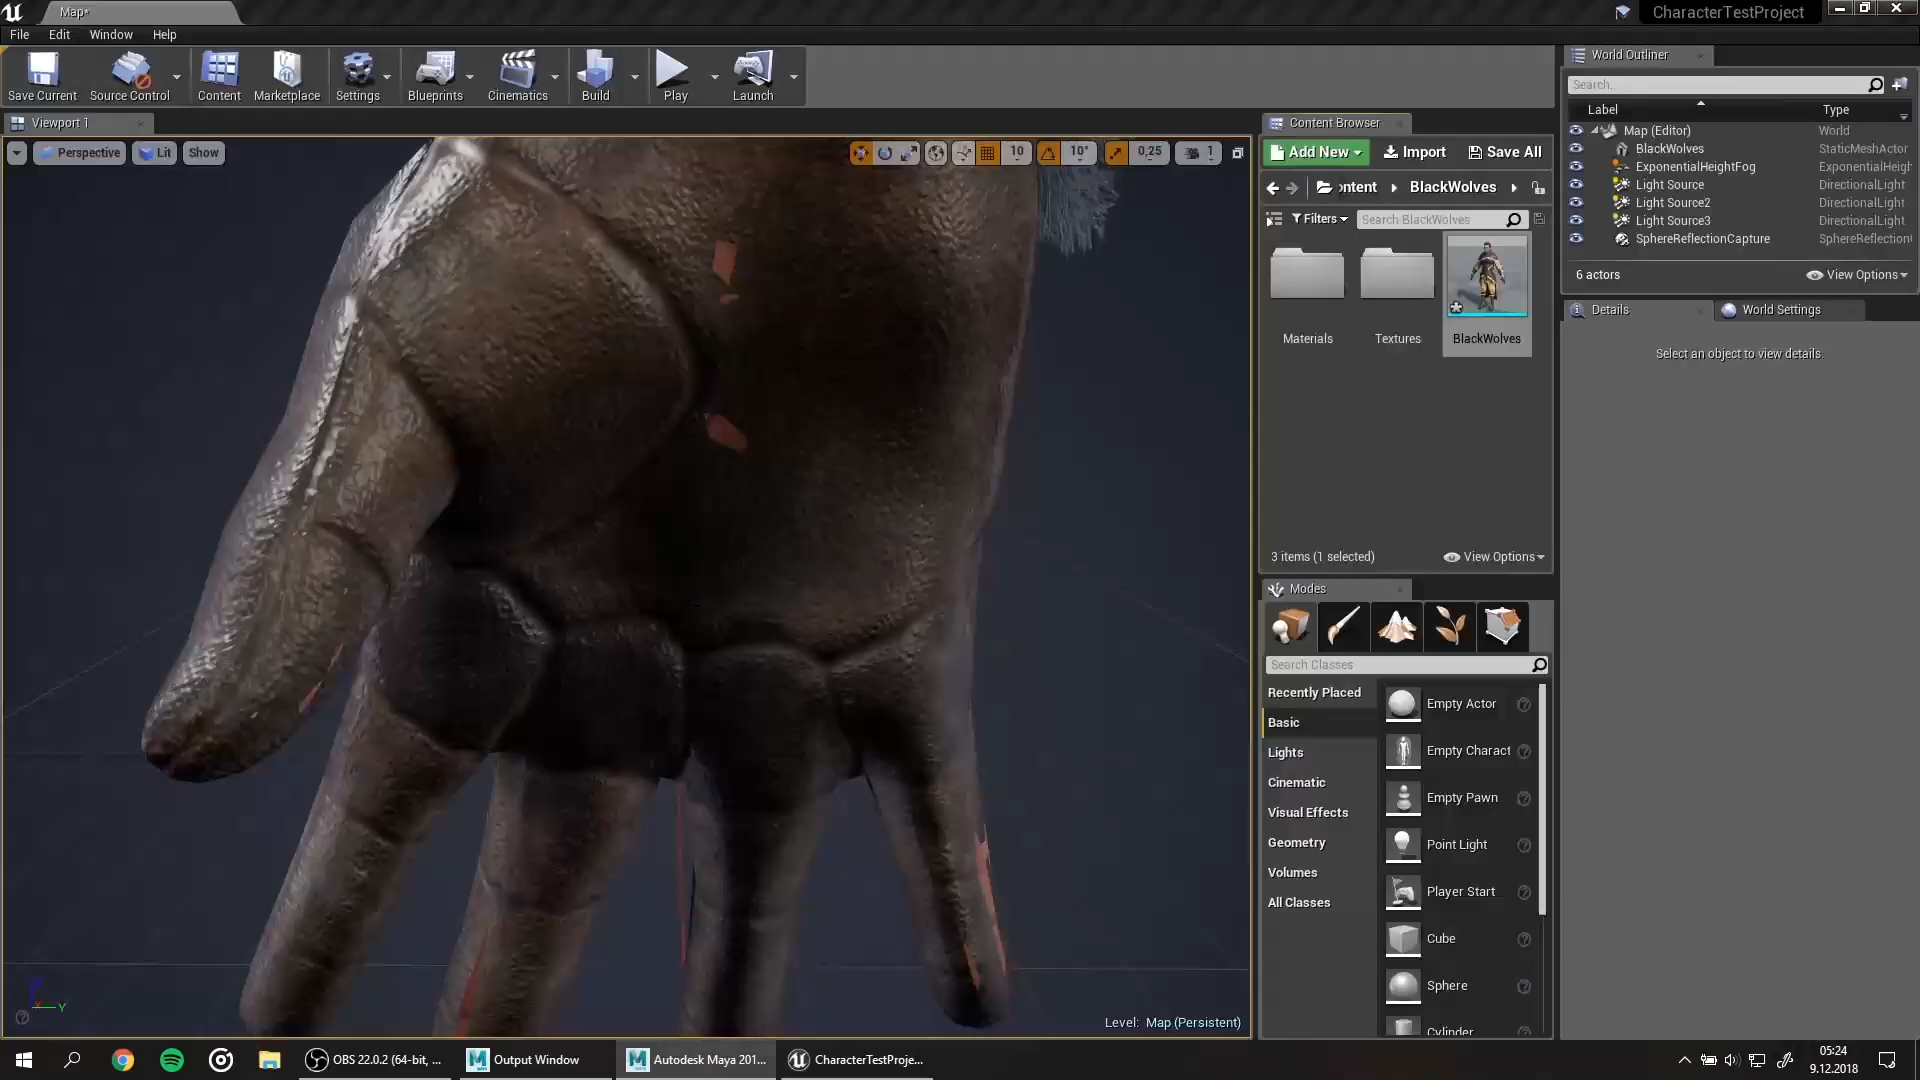 Map*
CharacterTestProject
File Edit Window Help
Save Current Source Control Content Marketplace Settings Blueprints Cinematics Build Play Launch
Viewport 1
Perspective Lit Show
10 10° 0,25 1
Content Browser
Add New Import Save All
ontent BlackWolves
Filters Search BlackWolves
Materials Textures BlackWolves
3 items (1 selected) View Options
Modes
Search Classes
Recently Placed
Basic
Lights
Cinematic
Visual Effects
Geometry
Volumes
All Classes
Empty Actor
Empty Charact
Empty Pawn
Point Light
Player Start
Cube
Sphere
Cylinder
World Outliner
Search..
Label Type
Map (Editor) World
BlackWolves StaticMeshActor
ExponentialHeightFog ExponentialHeigh
Light Source DirectionalLight
Light Source2 DirectionalLight
Light Source3 DirectionalLight
SphereReflectionCapture SphereReflection
6 actors View Options
Details World Settings
Select an object to view details.
Y
Level: Map (Persistent)
OBS 22.0.2 (64-bit, ... Output Window Autodesk Maya 201... CharacterTestProje...
05:24
9.12.2018